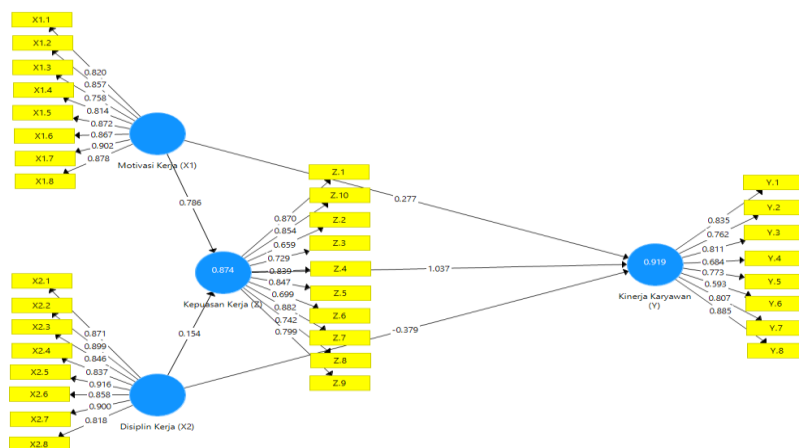 X1.1
X1.2
X1.3
X1.4
X1.5
X1.6
X1.7
X1.8
0.820
0.857
0.758
0.814
0.872
0.867
0.902
0.878
Motivasi Kerja (X1)
0.786
0.277
Z.1
Z.10
Z.2
Z.3
Z.4
Z.5
Z.6
Z.7
Z.8
Z.9
0.870
0.854
0.659
0.729
0.839
0.847
0.699
0.882
0.742
0.799
0.874
Kepuasan Kerja (Z)
1.037
0.154
-0.379
X2.1
X2.2
X2.3
X2.4
X2.5
X2.6
X2.7
X2.8
0.871
0.899
0.846
0.837
0.916
0.858
0.900
0.818
Disiplin Kerja (X2)
0.919
Kinerja Karyawan
(Y)
0.835
0.762
0.811
0.684
0.773
0.593
0.807
0.885
Y.1
Y.2
Y.3
Y.4
Y.5
Y.6
Y.7
Y.8